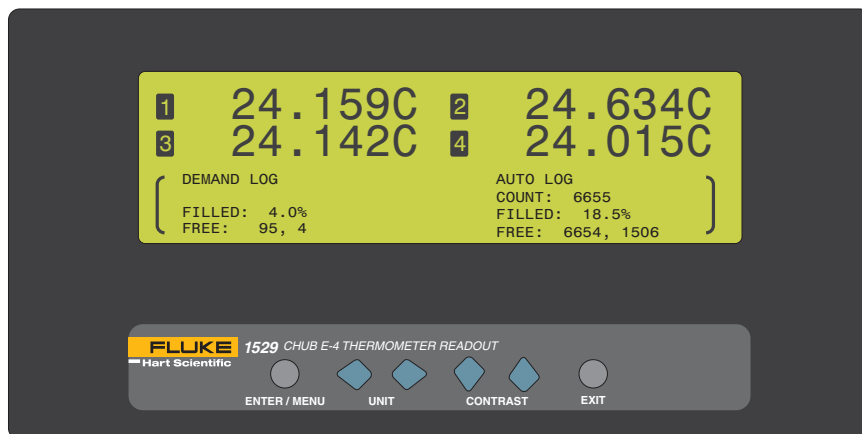 1 24.159C 2 24.634C
3 24.142C 4 24.015C
DEMAND LOG
FILLED: 4.0%
FREE: 95, 4
AUTO LOG
COUNT: 6655
FILLED: 18.5%
FREE: 6654, 1506
FLUKE
Hart Scientific
1529 CHUB E-4 THERMOMETER READOUT
ENTER / MENU UNIT CONTRAST EXIT